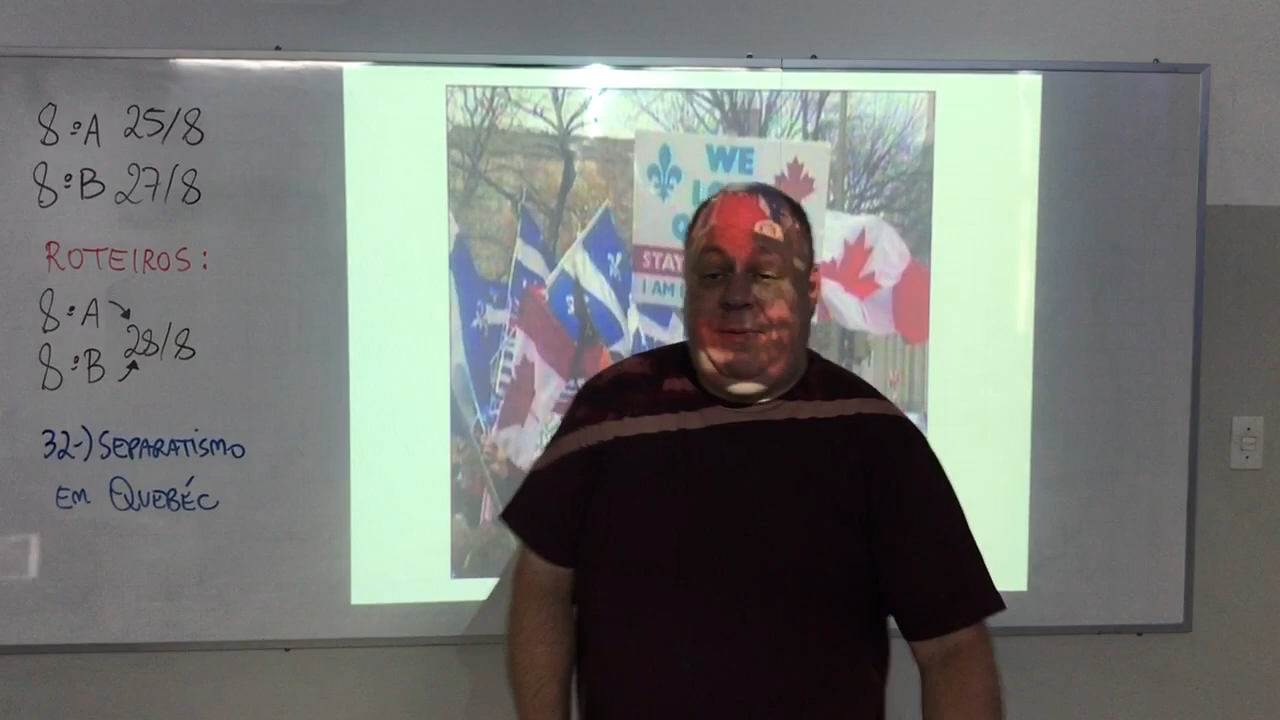 8ºA 25/8
8ºB 27/8
ROTEIROS:
8ºA
28/8
8ºB
32-) SEPARATISMO
EM QUEBÉC
WE
STAY
I AM